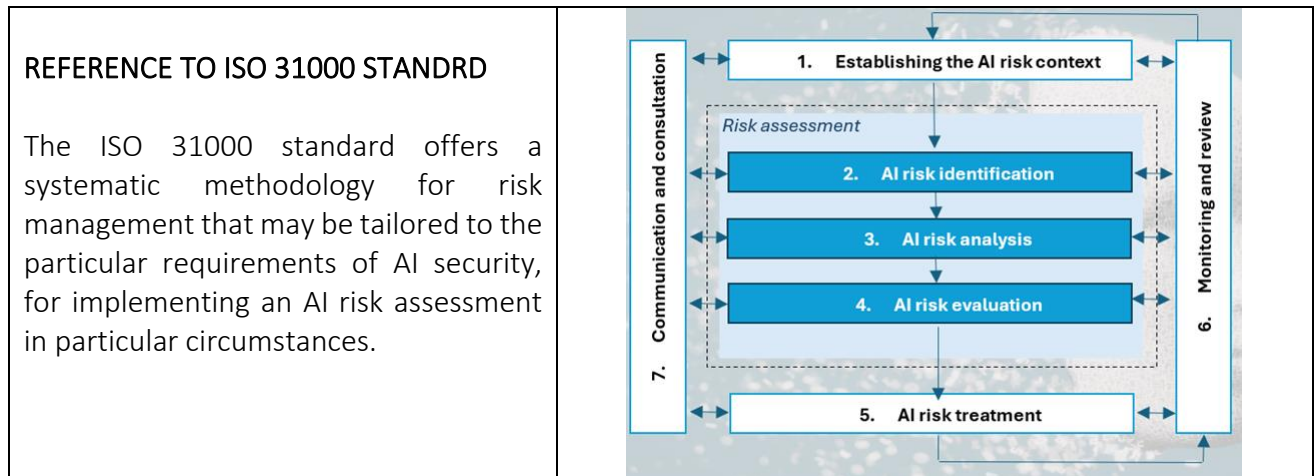 REFERENCE TO ISO 31000 STANDRD
The ISO 31000 standard offers a
systematic methodology for risk
management that may be tailored to the
particular requirements of AI security,
for implementing an AI risk assessment
in particular circumstances.
1. Establishing the AI risk context
Risk assessment
2. AI risk identification
3. AI risk analysis
4. AI risk evaluation
5. AI risk treatment
7. Communication and consultation
6. Monitoring and review